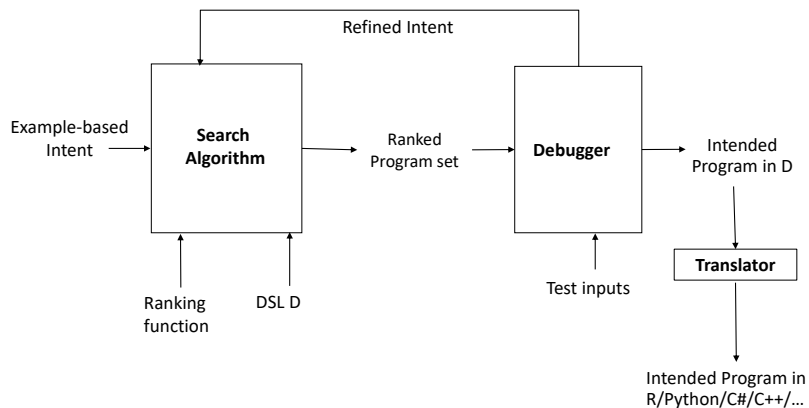 Refined Intent
Example-based
Intent
Search
Algorithm
Ranked
Program set
Debugger
Intended
Program in D
Translator
Ranking
function
DSL D
Test inputs
Intended Program in
R/Python/C#/C++/...